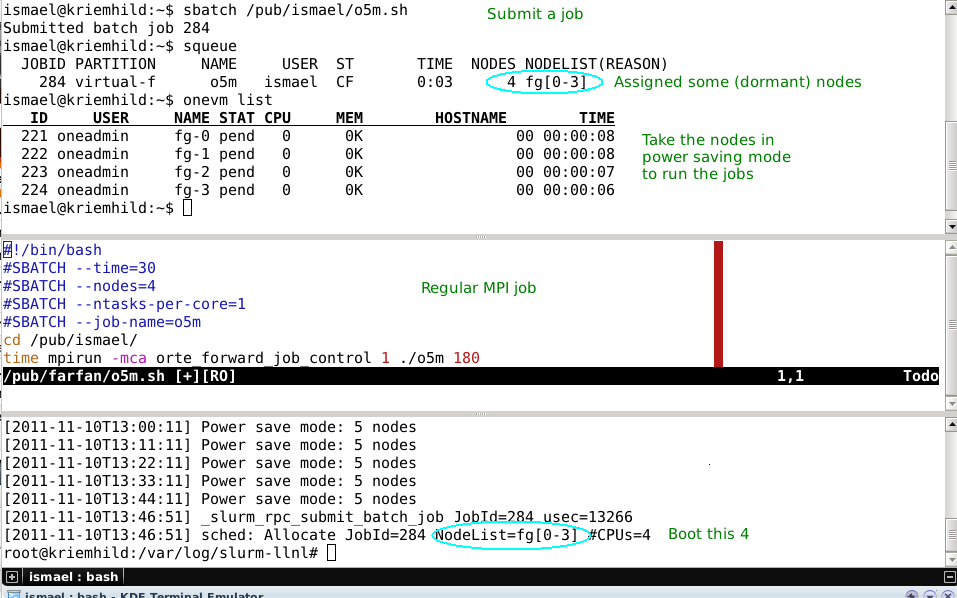 ismael@kriemhild:~$ sbatch /pub/ismael/o5m.sh Submit a job
Submitted batch job 284
ismael@kriemhild:~$ squeue
JOBID PARTITION NAME USER ST TIME NODES NODELIST(REASON)
284 virtual-f o5m ismael CF 0:03 4 fg[0-3] Assigned some (dormant) nodes
ismael@kriemhild:~$ onevm list
ID USER NAME STAT CPU MEM HOSTNAME TIME
221 oneadmin fg-0 pend 0 0K 00 00:00:08 Take the nodes in
222 oneadmin fg-1 pend 0 0K 00 00:00:08 power saving mode
223 oneadmin fg-2 pend 0 0K 00 00:00:07 to run the jobs
224 oneadmin fg-3 pend 0 0K 00 00:00:06
ismael@kriemhild:~$
#!/bin/bash
#SBATCH --time=30
#SBATCH --nodes=4 Regular MPI job
#SBATCH --ntasks-per-core=1
#SBATCH --job-name=o5m
cd /pub/ismael/
time mpirun -mca orte_forward_job_control 1 ./o5m 180
/pub/farfan/o5m.sh [+][RO] 1,1 Todo
[2011-11-10T13:00:11] Power save mode: 5 nodes
[2011-11-10T13:11:11] Power save mode: 5 nodes
[2011-11-10T13:22:11] Power save mode: 5 nodes
[2011-11-10T13:33:11] Power save mode: 5 nodes
[2011-11-10T13:44:11] Power save mode: 5 nodes
[2011-11-10T13:46:51] _slurm_rpc_submit_batch_job JobId=284 usec=13266
[2011-11-10T13:46:51] sched: Allocate JobId=284 NodeList=fg[0-3] #CPUs=4 Boot this 4
root@kriemhild:/var/log/slurm-llnl#
ismael : bash
ismael : bash - KDE Terminal Emulator